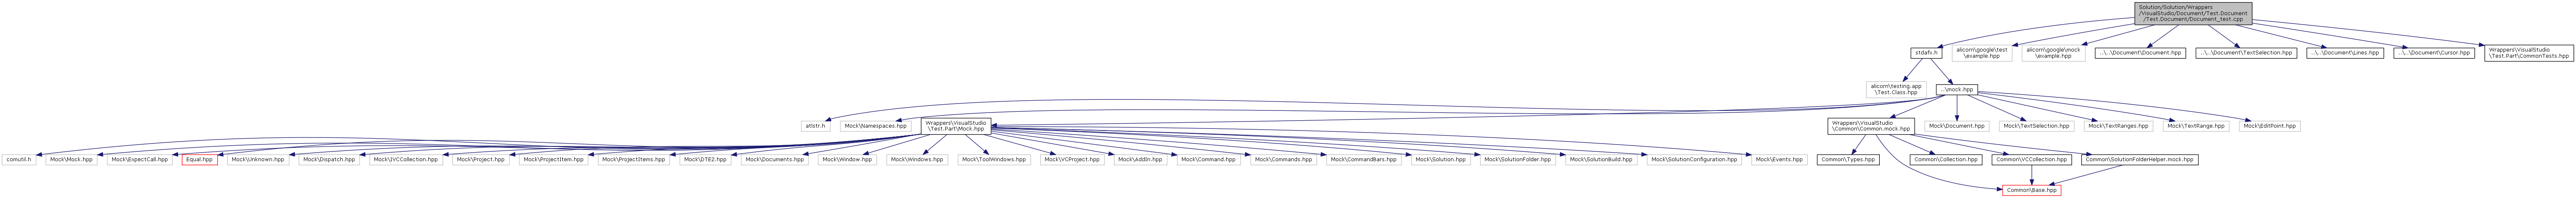 Solution/Solution/Wrappers
/VisualStudio/Document/Test.Document
/Test.Document/Document_test.cpp
stdafx.h
alicorn\google\test
\example.hpp
alicorn\google\mock
\example.hpp
..\..\Document\Document.hpp
..\..\Document\TextSelection.hpp
..\..\Document\Lines.hpp
..\..\Document\Cursor.hpp
Wrappers\VisualStudio
\Test.Part\CommonTests.hpp
alicorn\testing.app
\Test.Class.hpp
..\mock.hpp
atlstr.h
Mock\Namespaces.hpp
Wrappers\VisualStudio
\Test.Part\Mock.hpp
Wrappers\VisualStudio
\Common\Common.mock.hpp
Mock\Document.hpp
Mock\TextSelection.hpp
Mock\TextRanges.hpp
Mock\TextRange.hpp
Mock\EditPoint.hpp
comutil.h
Mock\Mock.hpp
Mock\ExpectCall.hpp
Equal.hpp
Mock\Unknown.hpp
Mock\Dispatch.hpp
Mock\IVCCollection.hpp
Mock\Project.hpp
Mock\ProjectItem.hpp
Mock\ProjectItems.hpp
Mock\DTE2.hpp
Mock\Documents.hpp
Mock\Window.hpp
Mock\Windows.hpp
Mock\ToolWindows.hpp
Mock\VCProject.hpp
Mock\AddIn.hpp
Mock\Command.hpp
Mock\Commands.hpp
Mock\CommandBars.hpp
Mock\Solution.hpp
Mock\SolutionFolder.hpp
Mock\SolutionBuild.hpp
Mock\SolutionConfiguration.hpp
Mock\Events.hpp
Common\Types.hpp
Common\Collection.hpp
Common\VCCollection.hpp
Common\SolutionFolderHelper.mock.hpp
Common\Base.hpp